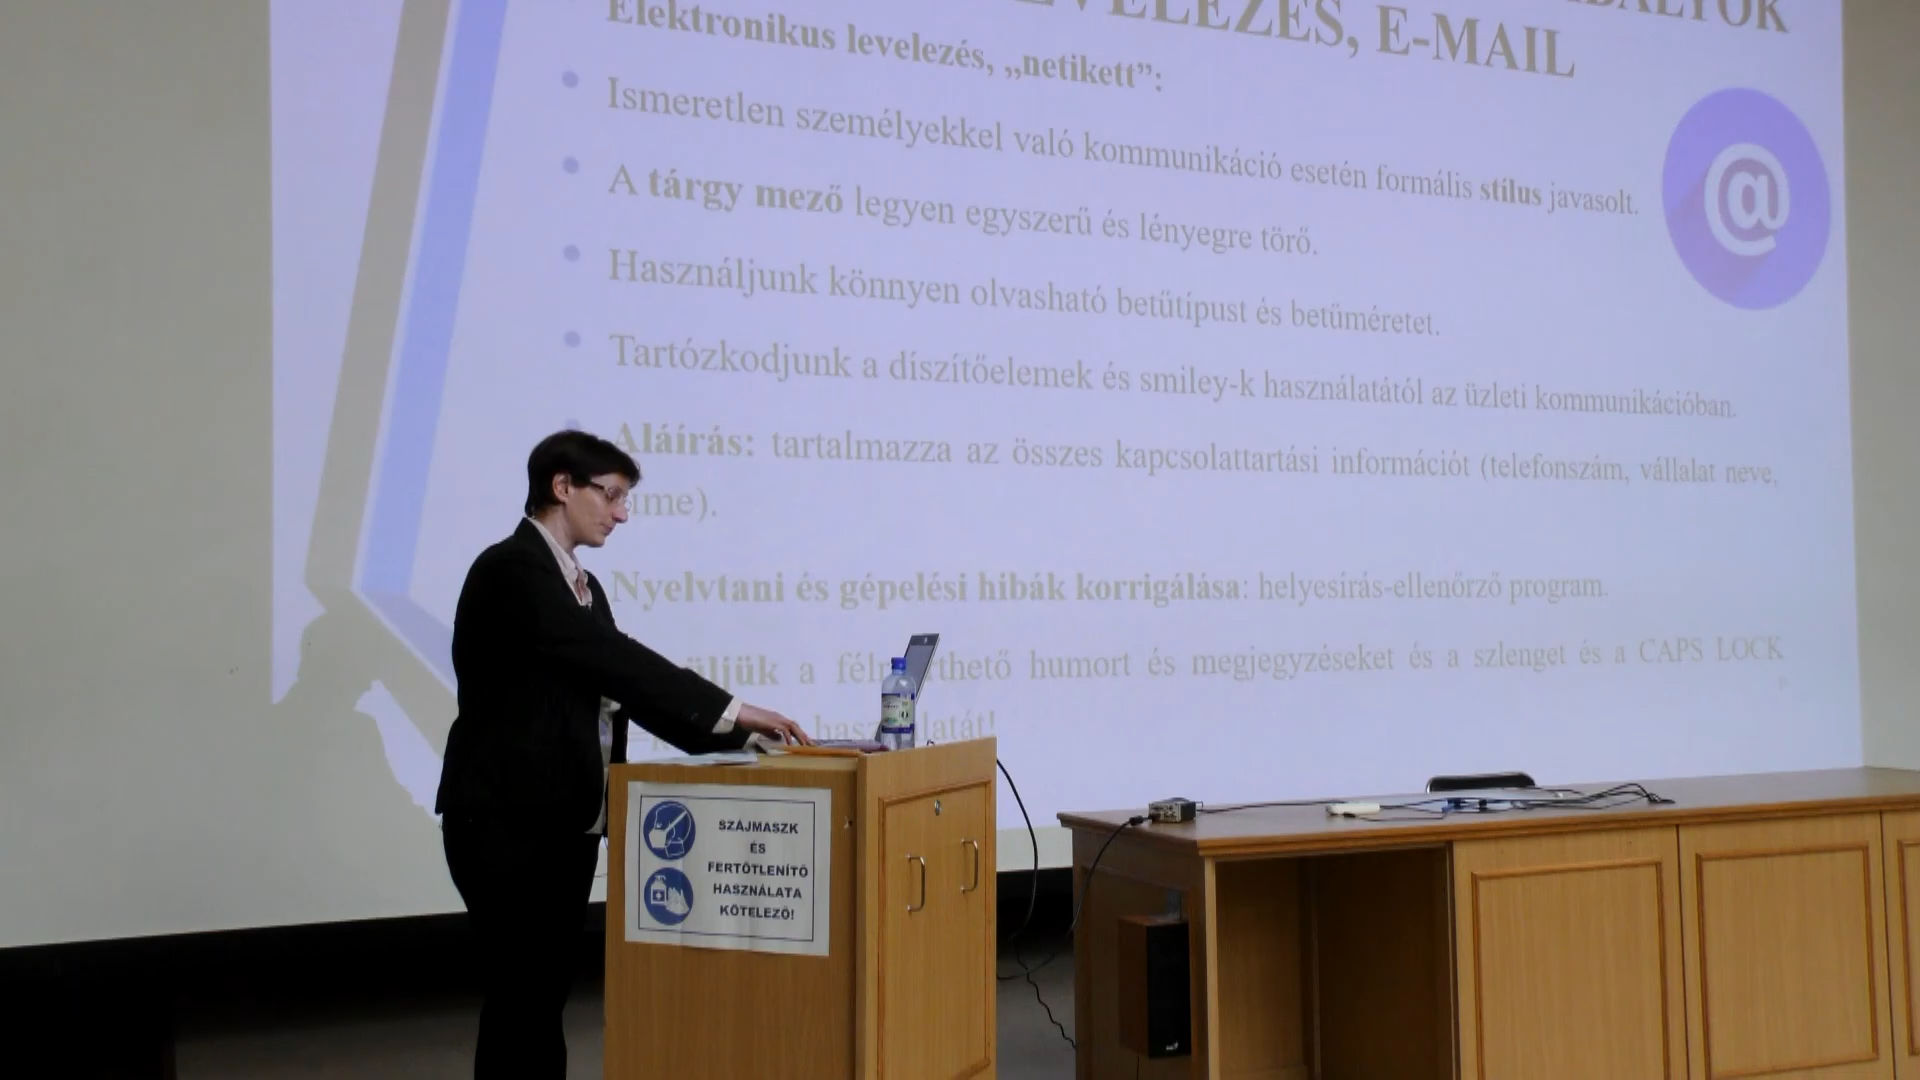 LEVELEZÉS, E-MAIL
Elektronikus levelezés, „netikett”:
Ismeretlen személyekkel való kommunikáció esetén formális stílus javasolt.
A tárgy mező legyen egyszerű és lényegre törő.
Használjunk könnyen olvasható betűtípust és betűméretet.
Tartózkodjunk a díszítőelemek és smiley-k használatától az üzleti kommunikációban.
Aláírás: tartalmazza az összes kapcsolattartási információt (telefonszám, vállalat neve,
Nyelvtani és gépelési hibák korrigálása: helyesírás-ellenőrző program.
a humort és megjegyzéseket és a szlenget és a CAPS LOCK
@
SZÁJMASZK
ÉS
FERTŐTLENÍTŐ
HASZNÁLATA
KÖTELEZŐ!